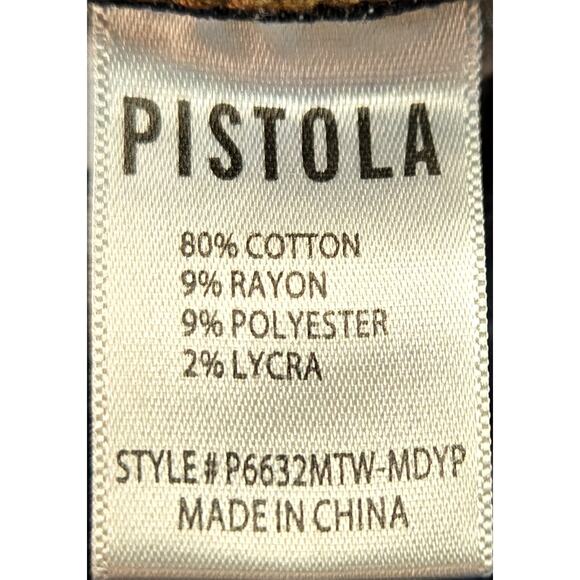 PISTOLA
80% COTTON
9% RAYON
9% POLYESTER
2% LYCRA
STYLE# P6632MTW-MDYP
MADE IN CHINA